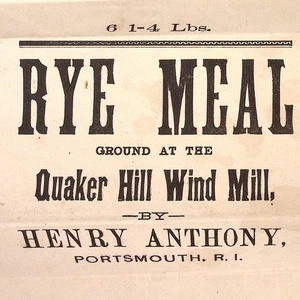 6 1-4 Lbs.
RYE MEAL
GROUND AT THE
Quaker Hill Wind Mill,
—BY—
HENRY ANTHONY,
PORTSMOUTH, R. I.